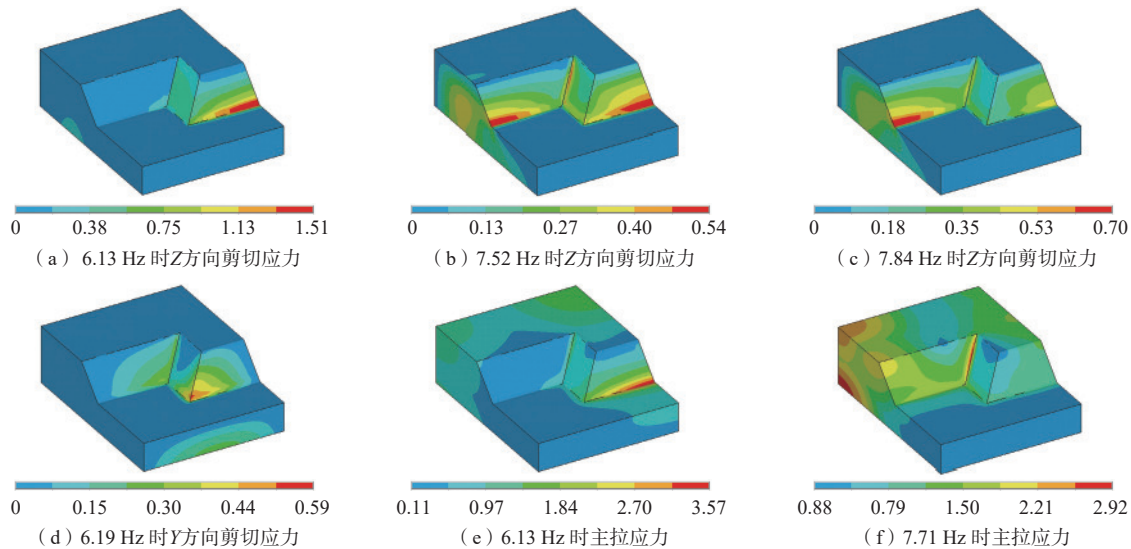 0 0.38 0.75 1.13 1.51
0 0.13 0.27 0.40 0.54
0 0.18 0.35 0.53 0.70
（a） 6.13 Hz 时Z方向剪切应力
（b）7.52 Hz 时Z方向剪切应力
（c）7.84 Hz 时Z方向剪切应力
0 0.15 0.30 0.44 0.59
0.11 0.97 1.84 2.70 3.57
0.88 0.79 1.50 2.21 2.92
（d）6.19 Hz 时Y方向剪切应力
（e）6.13 Hz 时主拉应力
（f）7.71 Hz 时主拉应力